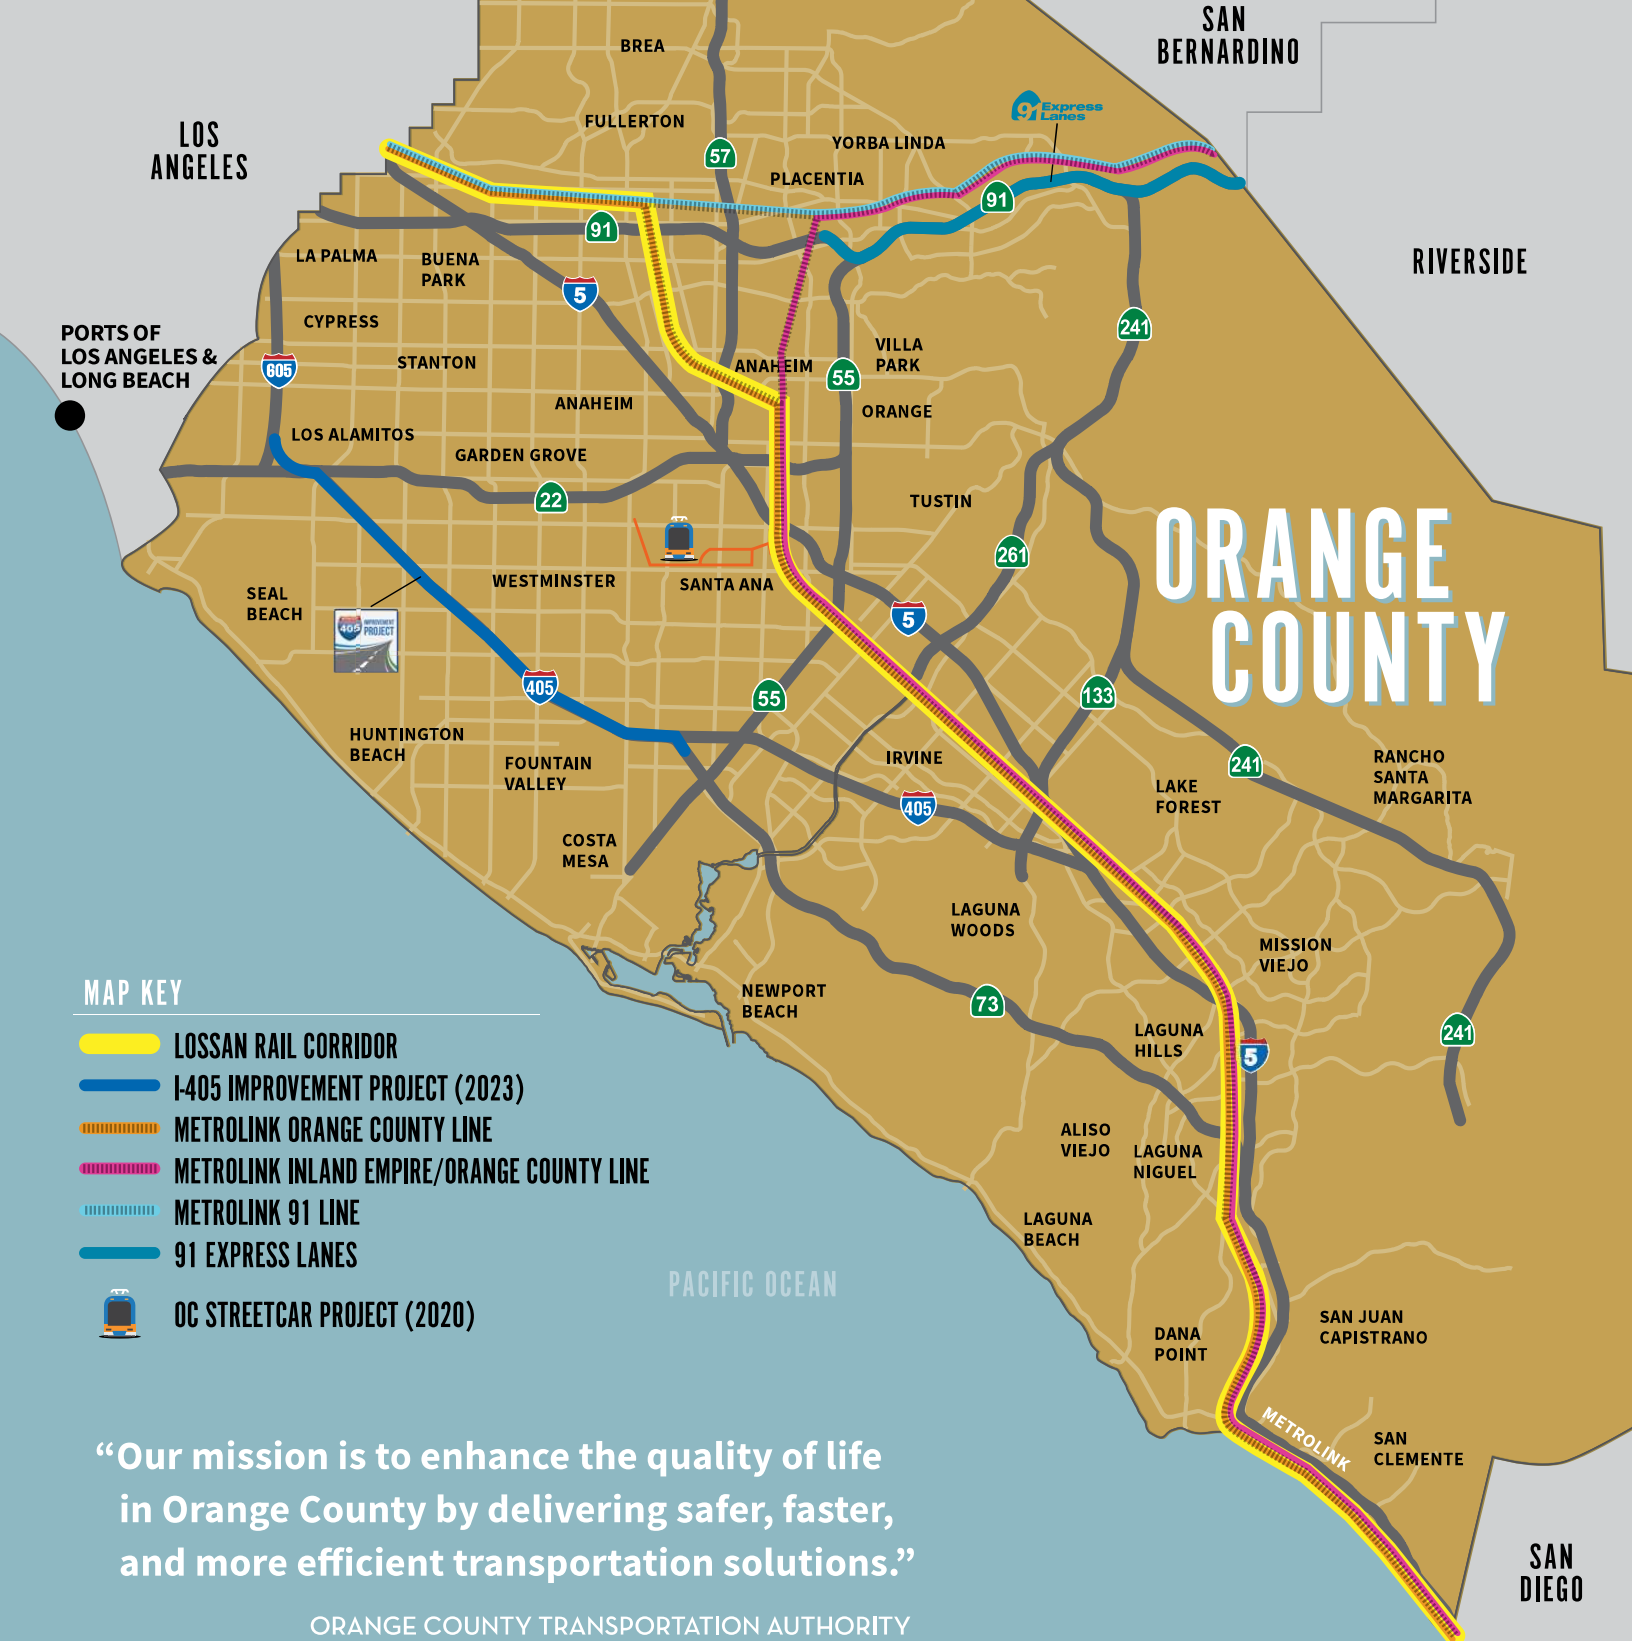 SAN
BERNARDINO
BREA
91 Express
Lanes
LOS
ANGELES
FULLERTON
57
YORBA LINDA
PLACENTIA
91
91
LA PALMA
BUENA
PARK
5
RIVERSIDE
CYPRESS
241
PORTS OF
LOS ANGELES &
LONG BEACH
605
STANTON
ANAHEIM
55
VILLA
PARK
ANAHEIM
ORANGE
LOS ALAMITOS
GARDEN GROVE
22
TUSTIN
ORANGE
COUNTY
261
WESTMINSTER
SANTA ANA
SEAL
BEACH
405 IMPROVEMENT
PROJECT
5
405
55
133
HUNTINGTON
BEACH
FOUNTAIN
VALLEY
IRVINE
241
RANCHO
SANTA
MARGARITA
LAKE
FOREST
405
COSTA
MESA
LAGUNA
WOODS
MISSION
VIEJO
NEWPORT
BEACH
73
LAGUNA
HILLS
5
241
ALISO
VIEJO
LAGUNA
NIGUEL
LAGUNA
BEACH
PACIFIC OCEAN
SAN JUAN
CAPISTRANO
DANA
POINT
METROLINK
SAN
CLEMENTE
SAN
DIEGO
MAP KEY
LOSSAN RAIL CORRIDOR
I-405 IMPROVEMENT PROJECT (2023)
METROLINK ORANGE COUNTY LINE
METROLINK INLAND EMPIRE/ORANGE COUNTY LINE
METROLINK 91 LINE
91 EXPRESS LANES
OC STREETCAR PROJECT (2020)
“Our mission is to enhance the quality of life
in Orange County by delivering safer, faster,
and more efficient transportation solutions.”
ORANGE COUNTY TRANSPORTATION AUTHORITY